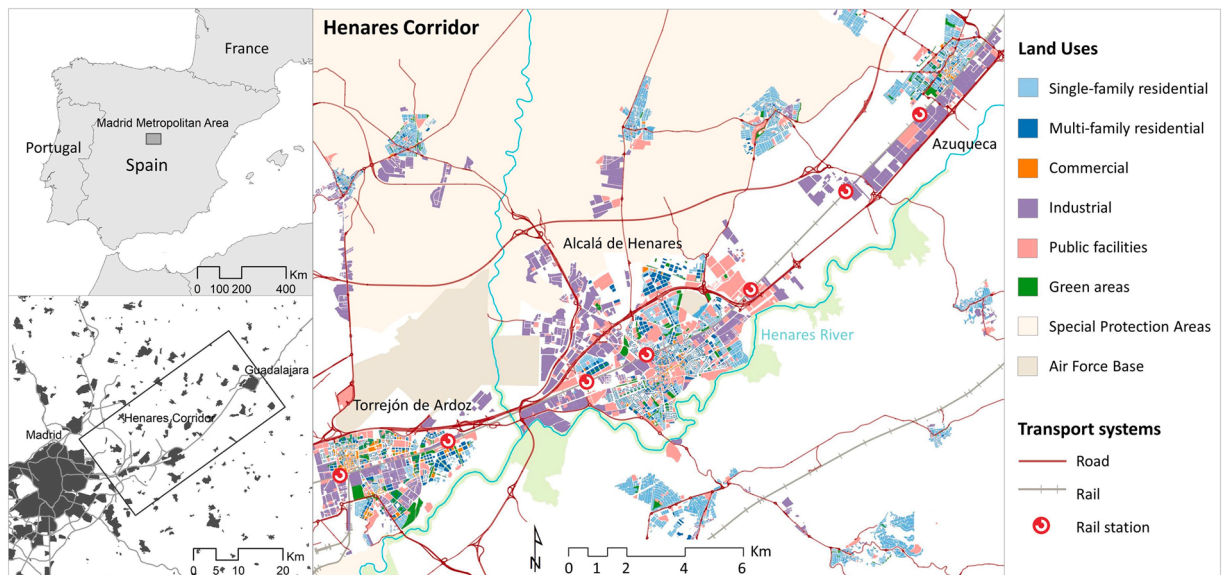 France
Madrid Metropolitan Area
Portugal
Spain
Km
0 100 200 400
Guadalajara
Henares Corridor
Madrid
Km
0 5 10 20
Henares Corridor
Azuqueca
Alcalá de Henares
Henares River
Torrejón de Ardoz
N
Km
0 1 2 4 6
Land Uses
Single-family residential
Multi-family residential
Commercial
Industrial
Public facilities
Green areas
Special Protection Areas
Air Force Base
Transport systems
Road
Rail
Rail station